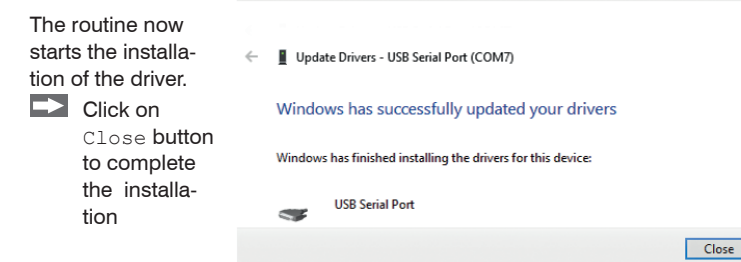 The routine now
starts the installa-
tion of the driver.
Click on
Close button
to complete
the installa-
tion
Update Drivers - USB Serial Port (COM7)
Windows has successfully updated your drivers
Windows has finished installing the drivers for this device:
USB Serial Port
Close